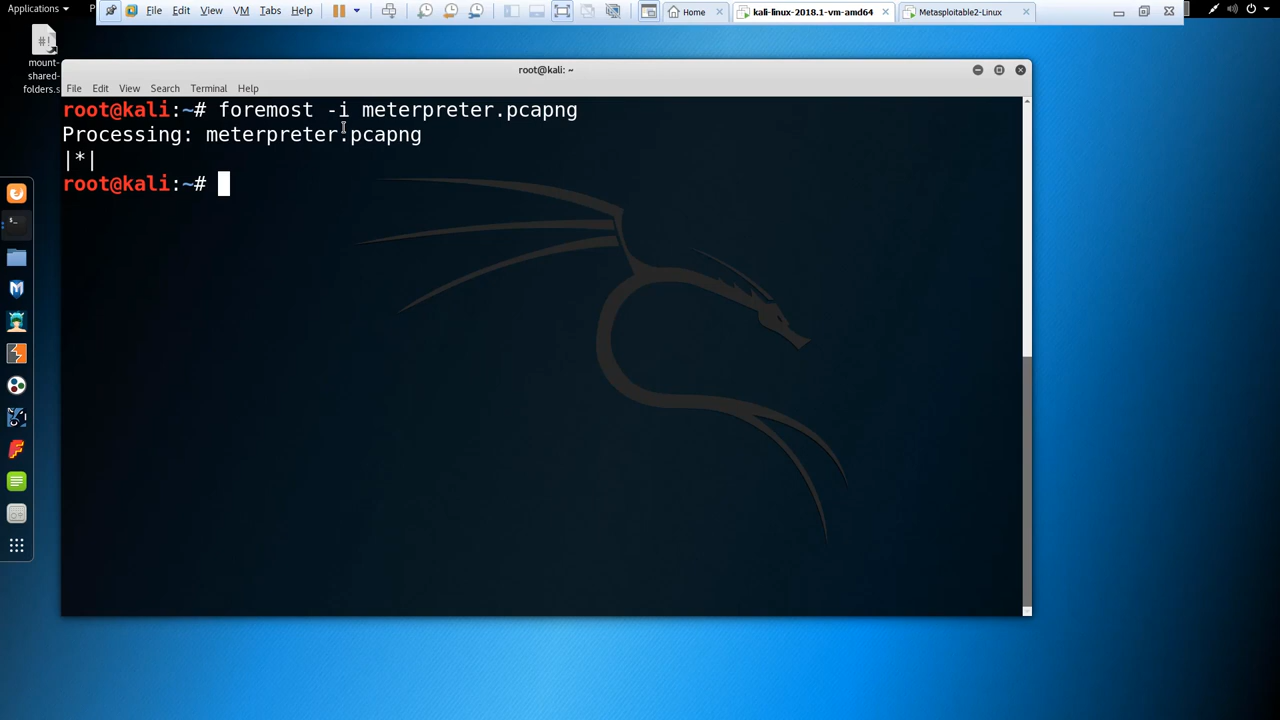 Applications
P
File Edit View VM Tabs Help
Home
kali-linux-2018.1-vm-amd64
Metasploitable2-Linux
#!
mount-
shared-
folders.s
root@kali: ~
File Edit View Search Terminal Help
root@kali:~# foremost -i meterpreter.pcapng
Processing: meterpreter.pcapng
|*|
root@kali:~#